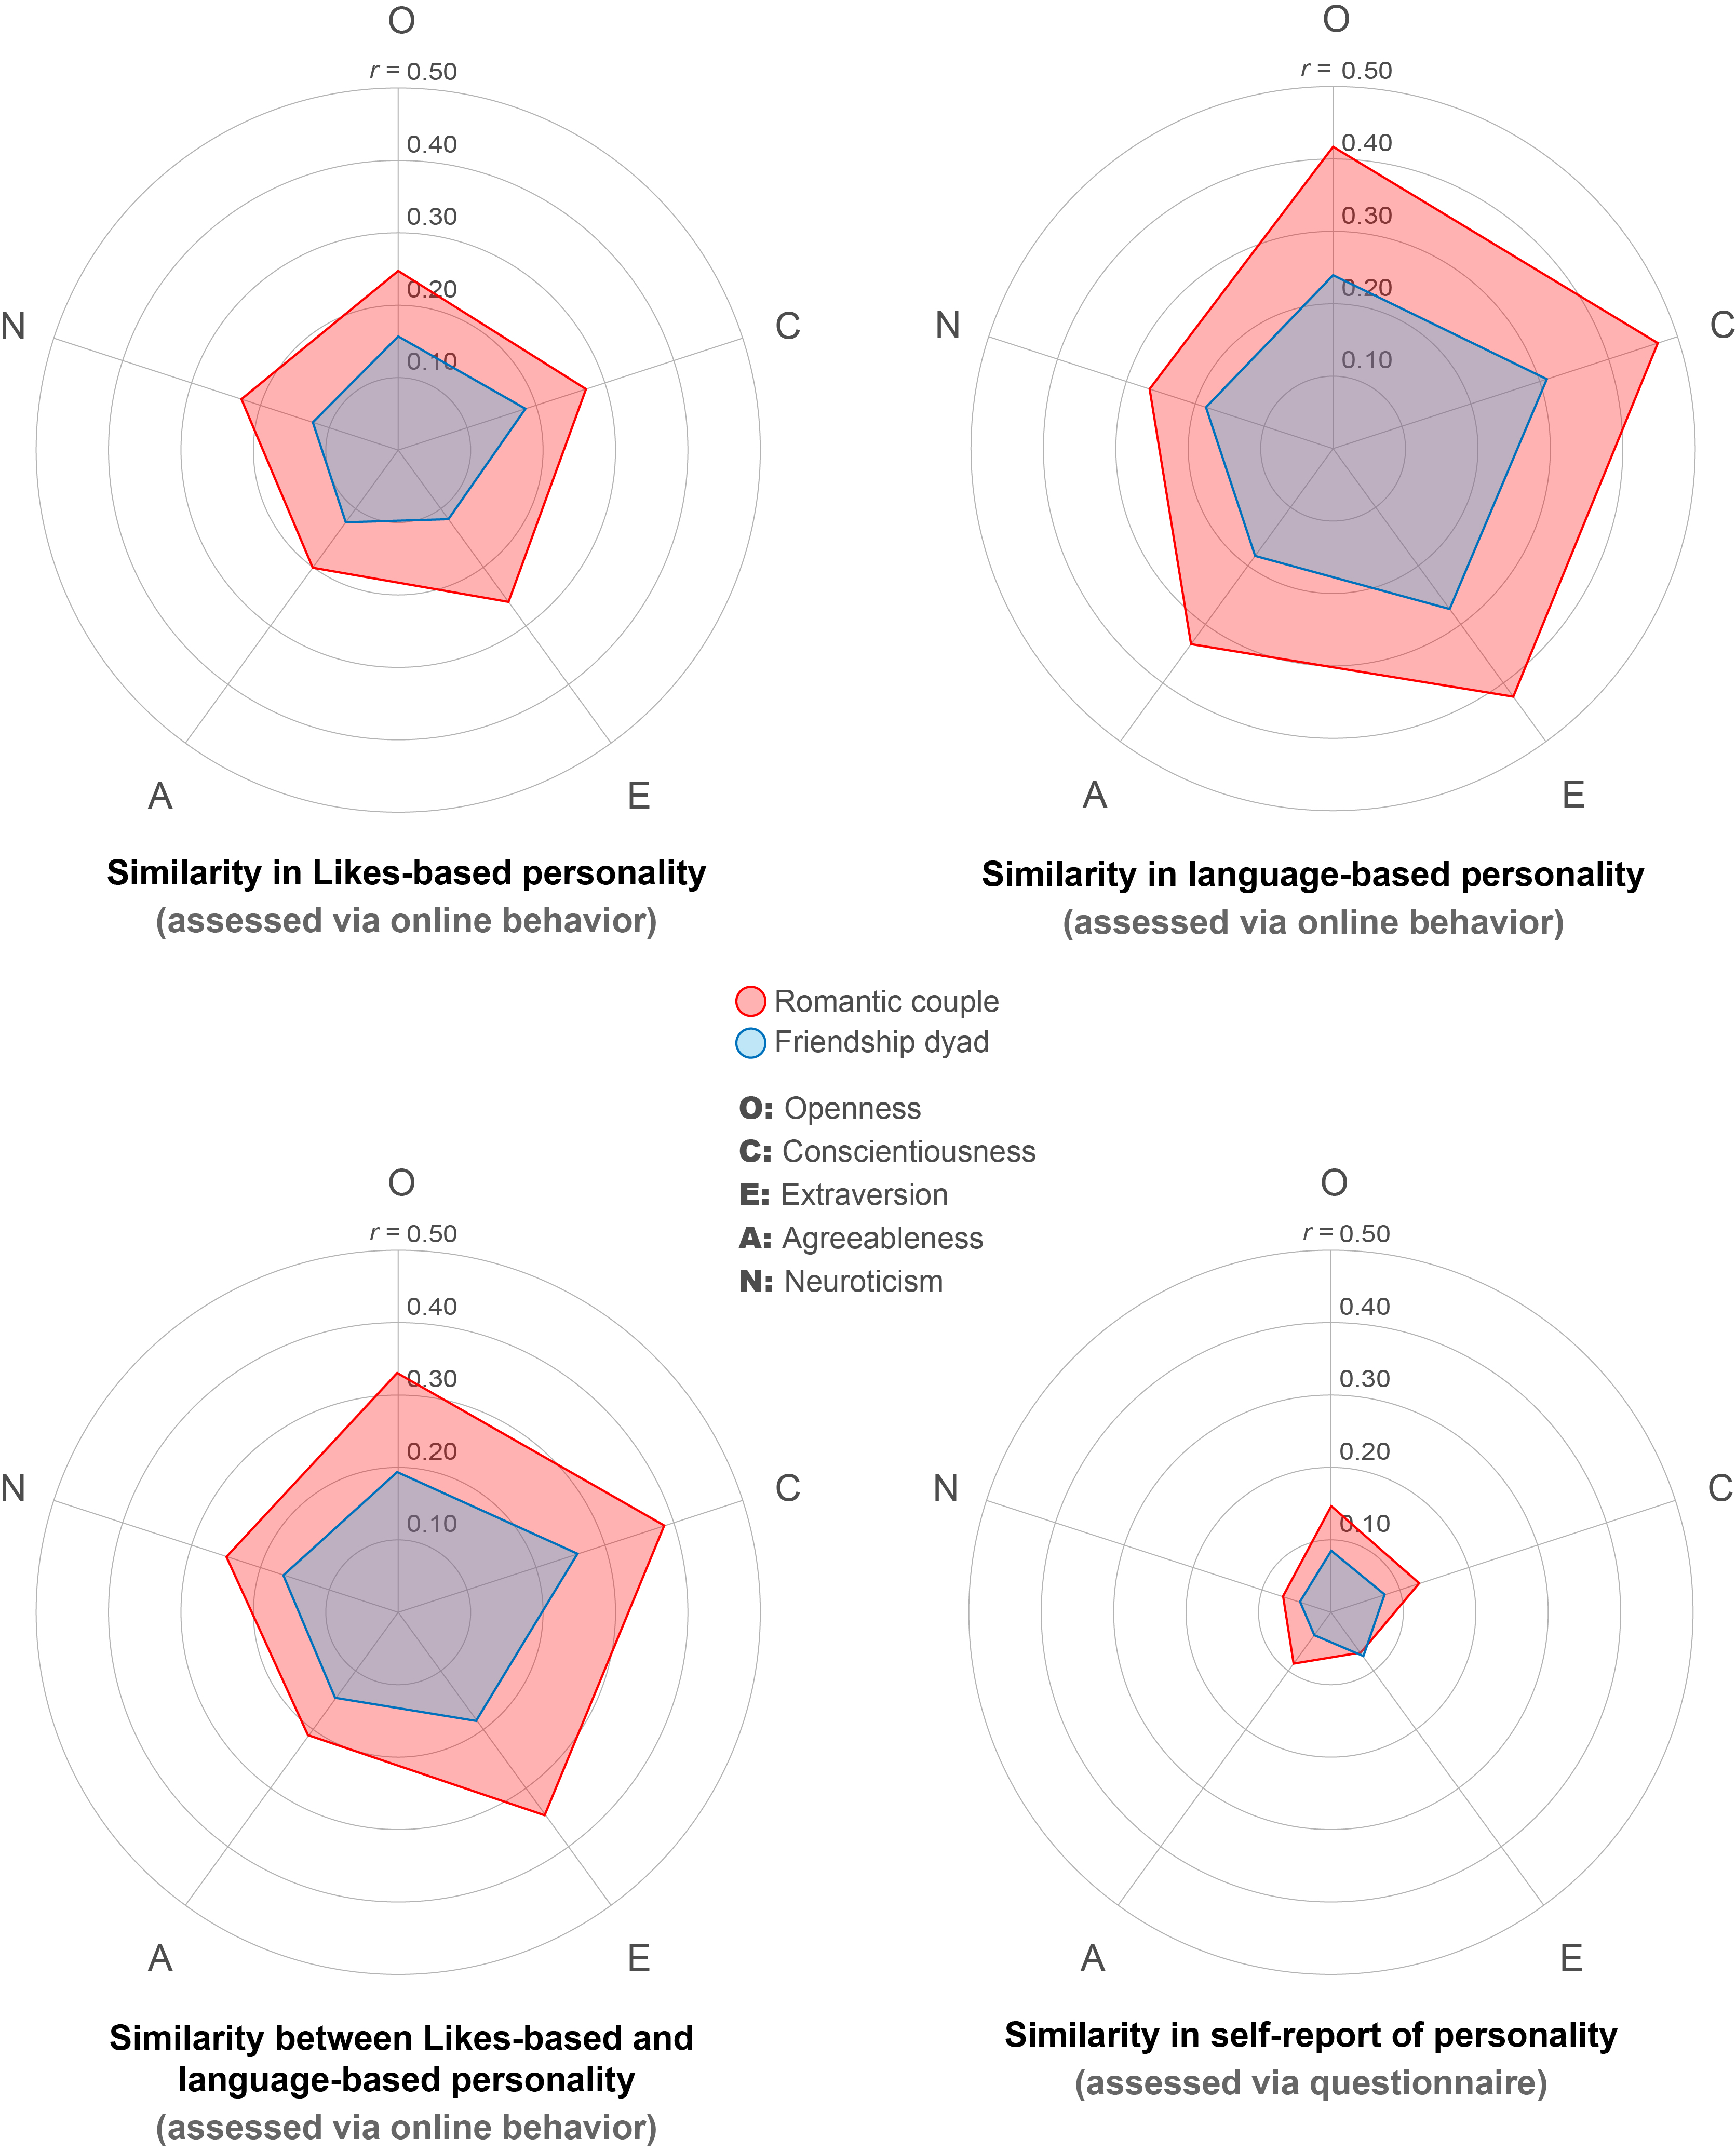 O
r = 0.50
0.40
0.30
0.20
0.10
N
C
A
E
Similarity in Likes-based personality
(assessed via online behavior)
O
r = 0.50
0.40
0.30
0.20
0.10
N
C
A
E
Similarity in language-based personality
(assessed via online behavior)
Romantic couple
Friendship dyad
O: Openness
C: Conscientiousness
E: Extraversion
A: Agreeableness
N: Neuroticism
O
r = 0.50
0.40
0.30
0.20
0.10
N
C
A
E
Similarity between Likes-based and
language-based personality
(assessed via online behavior)
O
r = 0.50
0.40
0.30
0.20
0.10
N
C
A
E
Similarity in self-report of personality
(assessed via questionnaire)